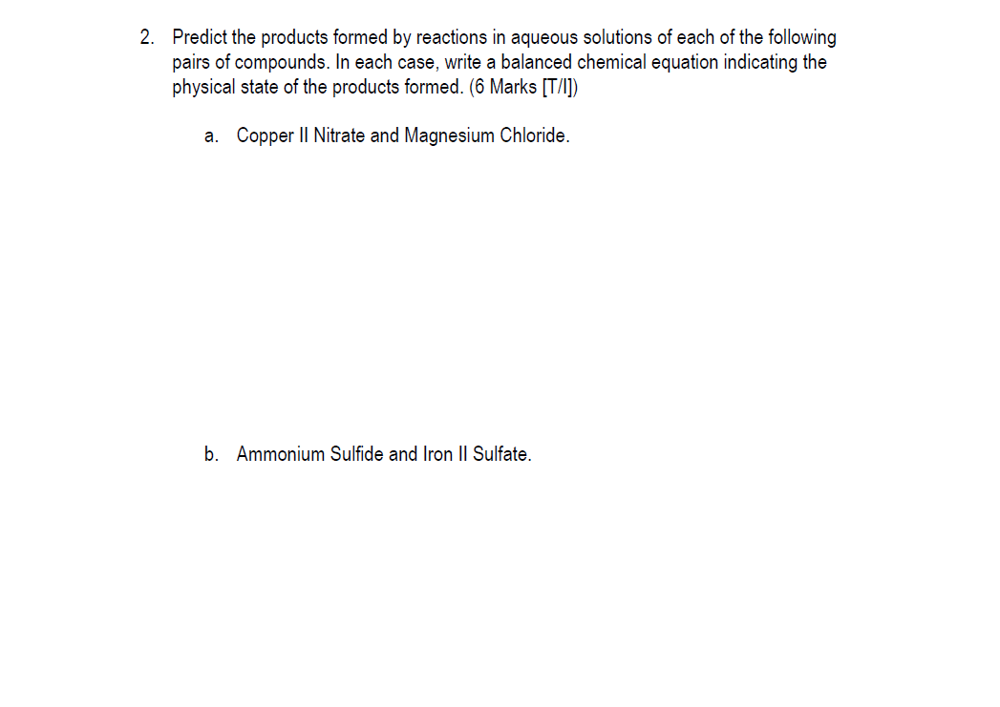 2. Predict the products formed by reactions in aqueous solutions of each of the following
pairs of compounds. In each case, write a balanced chemical equation indicating the
physical state of the products formed. (6 Marks [T/I])
a. Copper II Nitrate and Magnesium Chloride.
b. Ammonium Sulfide and Iron II Sulfate.